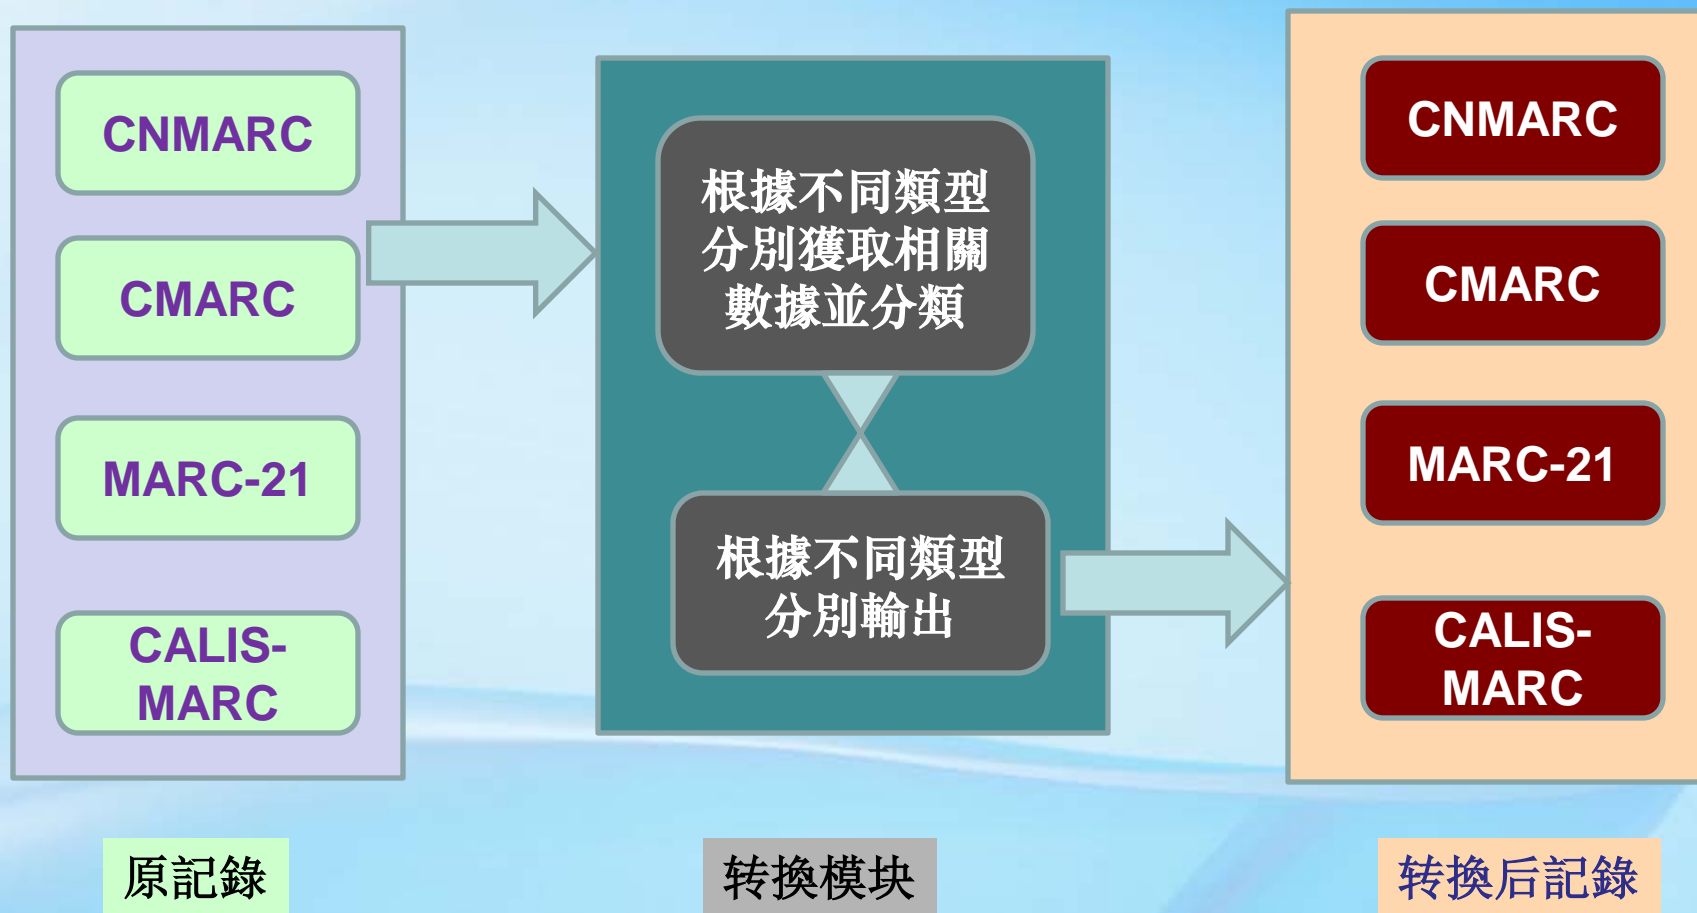 CNMARC
CMARC
MARC-21
CALIS-
MARC
根據不同類型
分別獲取相關
數據並分類
根據不同類型
分別輸出
CNMARC
CMARC
MARC-21
CALIS-
MARC
原記錄
转換模块
转換后記錄